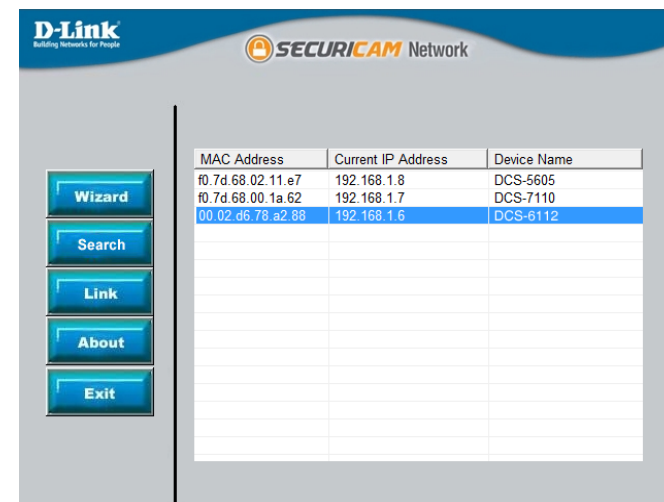 D-Link
Building Networks for People
SECURICAM Network
MAC Address Current IP Address Device Name
f0.7d.68.02.11.e7 192.168.1.8 DCS-5605
f0.7d.68.00.1a.62 192.168.1.7 DCS-7110
00.02.d6.78.a2.88 192.168.1.6 DCS-6112
Wizard
Search
Link
About
Exit